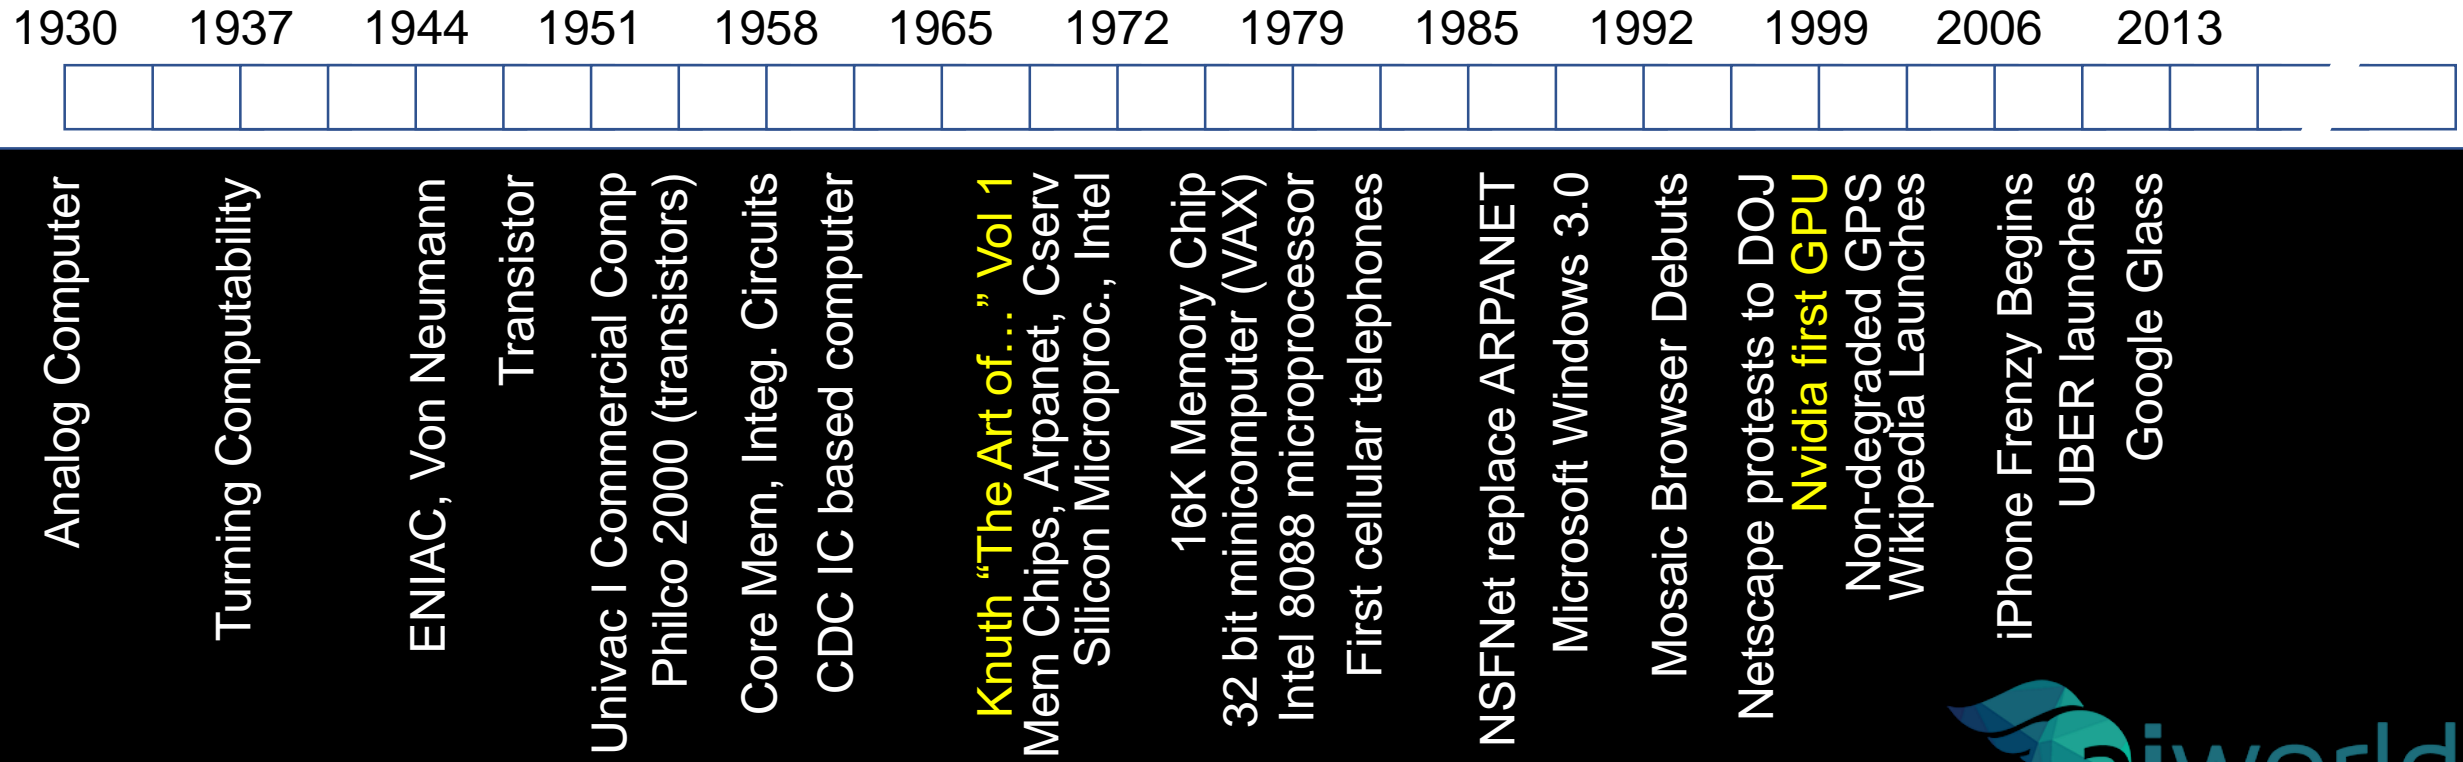 1930 1937 1944 1951 1958 1965 1972 1979 1985 1992 1999 2006 2013
Analog Computer
Turning Computability
ENIAC, Von Neumann
Transistor
Univac I Commercial Comp
Philco 2000 (transistors)
Core Mem, Integ. Circuits
CDC IC based computer
Knuth “The Art of…” Vol 1
Mem Chips, Arpanet, Cserv
Silicon Microproc., Intel
16K Memory Chip
32 bit minicomputer (VAX)
Intel 8088 microprocessor
First cellular telephones
NSFNet replace ARPANET
Microsoft Windows 3.0
Mosaic Browser Debuts
Netscape protests to DOJ
Nvidia first GPU
Non-degraded GPS
Wikipedia Launches
iPhone Frenzy Begins
UBER launches
Google Glass
aiworld